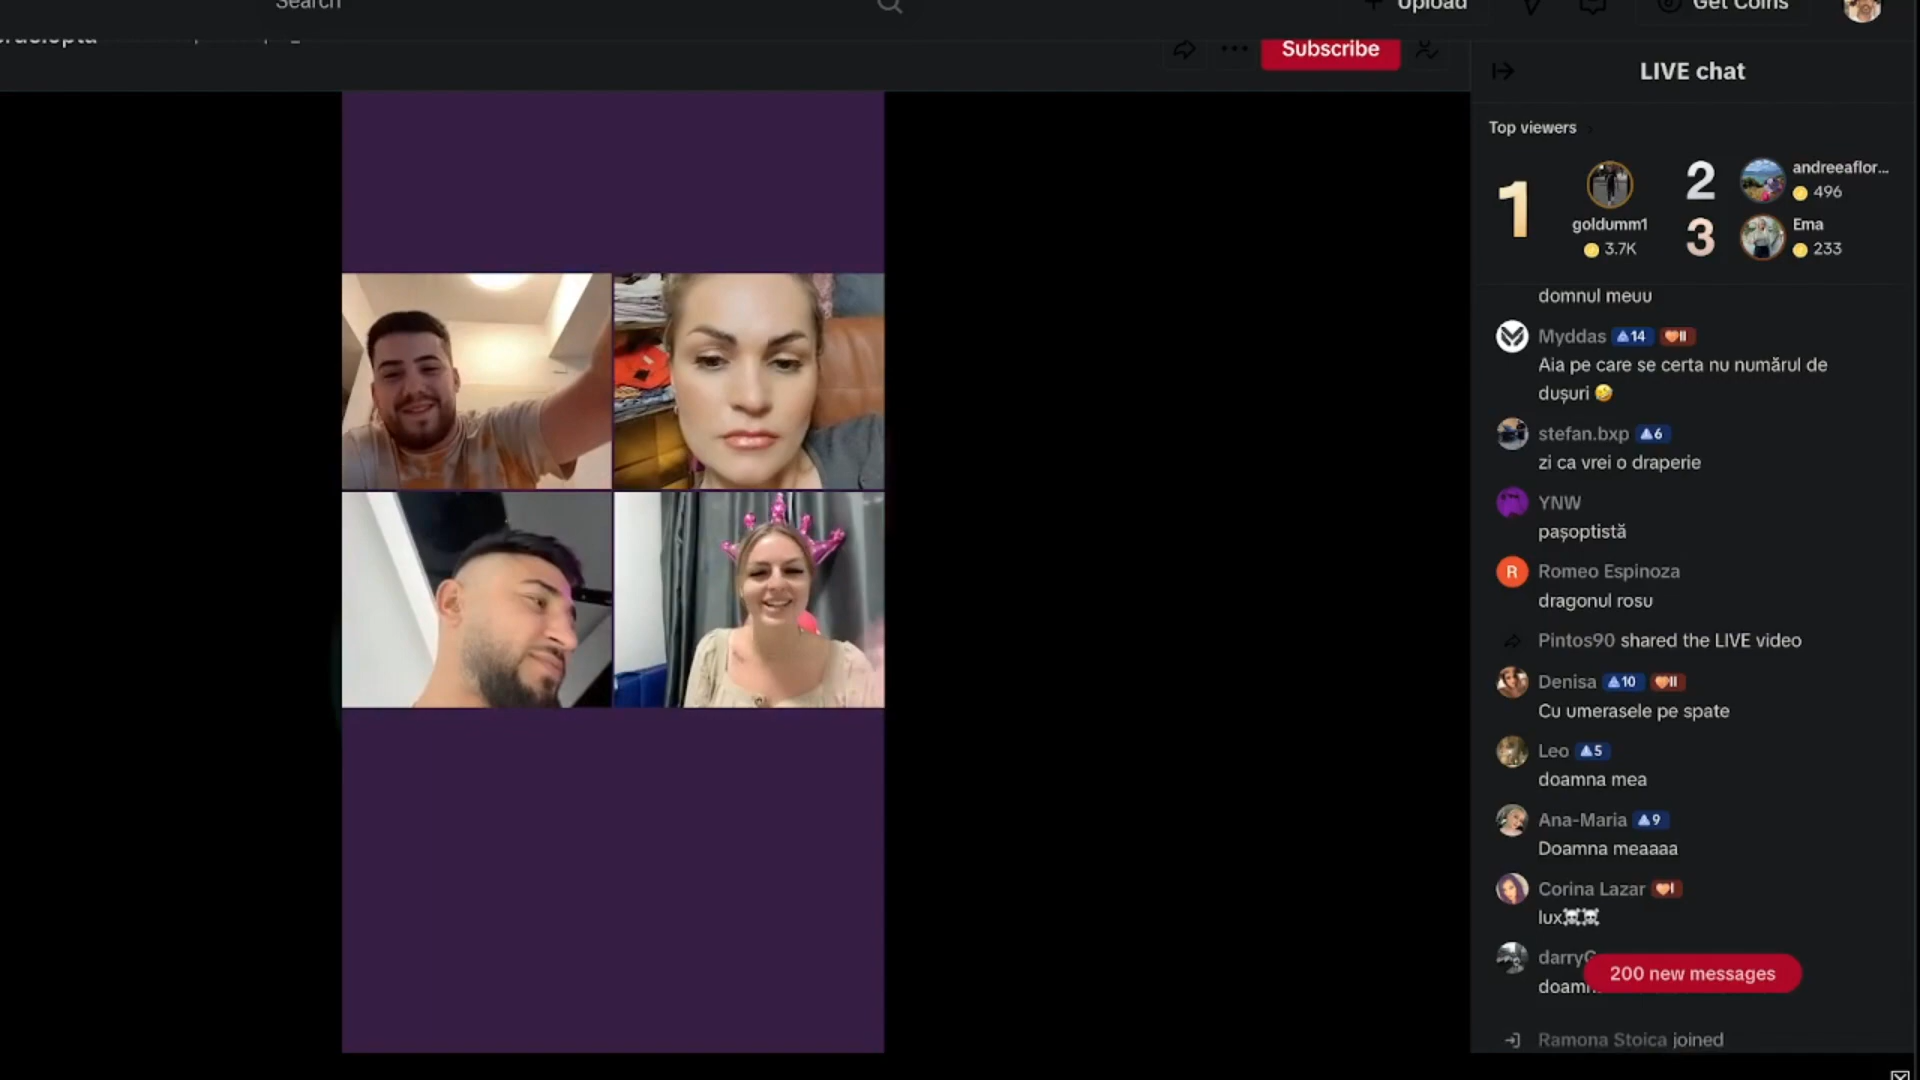 Search
Upload
Get Coins
Subscribe
LIVE chat
Top viewers
1
goldumm1
3.7K
2
andreeaflor...
496
3
Ema
233
domnul meuu
Myddas 14 II
Aia pe care se certa nu numărul de
dușuri 🤣
stefan.bxp 6
zi ca vrei o draperie
YNW
pașoptistă
R Romeo Espinoza
dragonul rosu
Pintos90 shared the LIVE video
Denisa 10 II
Cu umerasele pe spate
Leo 5
doamna mea
Ana-Maria 9
Doamna meaaaa
Corina Lazar I
lux☠️☠️
200 new messages
Ramona Stoica joined